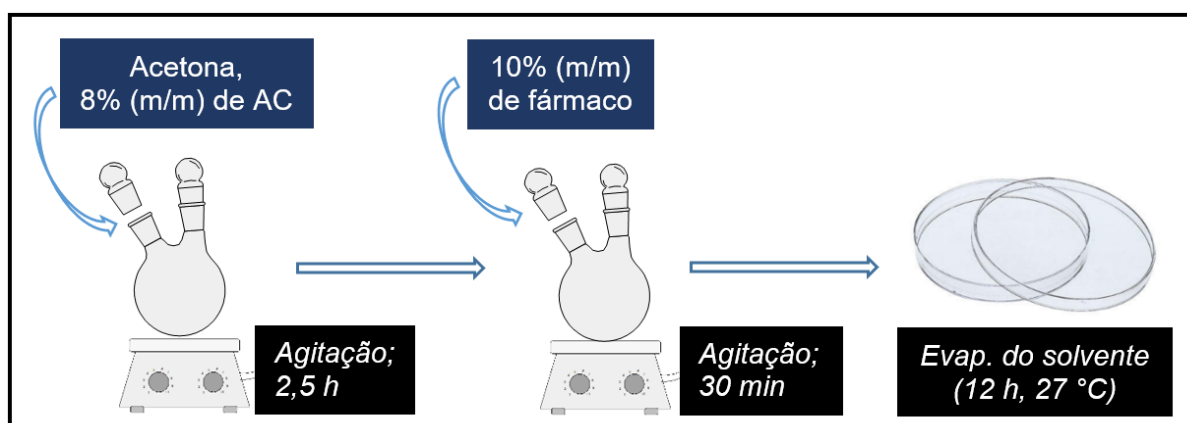 Acetona,
8% (m/m) de AC
10% (m/m)
de fármaco
Agitação;
2,5 h
Agitação;
30 min
Evap. do solvente
(12 h, 27 °C)